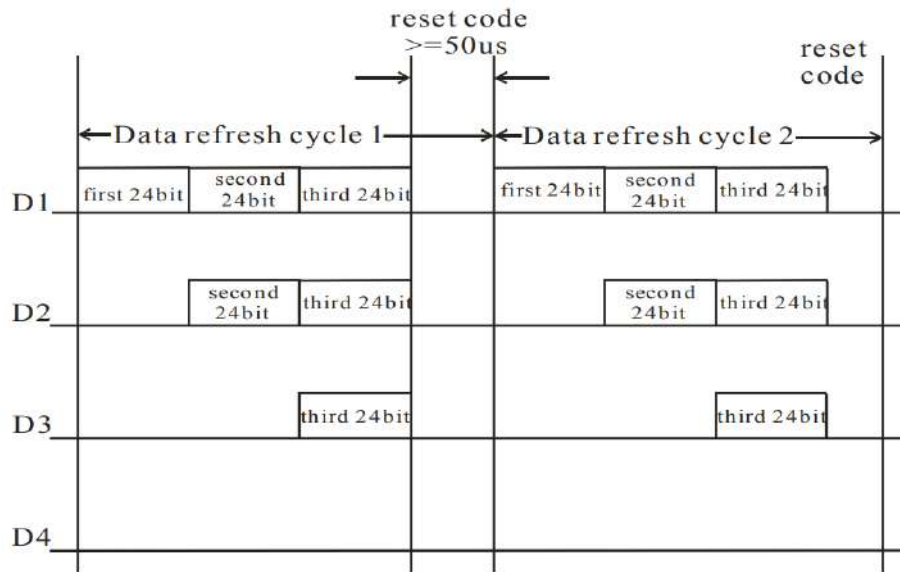 reset code
>=50us
reset
code
Data refresh cycle 1
Data refresh cycle 2
D1
first 24bit
second
24bit
third 24bit
first 24bit
second
24bit
third 24bit
D2
second
24bit
third 24bit
second
24bit
third 24bit
D3
third 24bit
third 24bit
D4